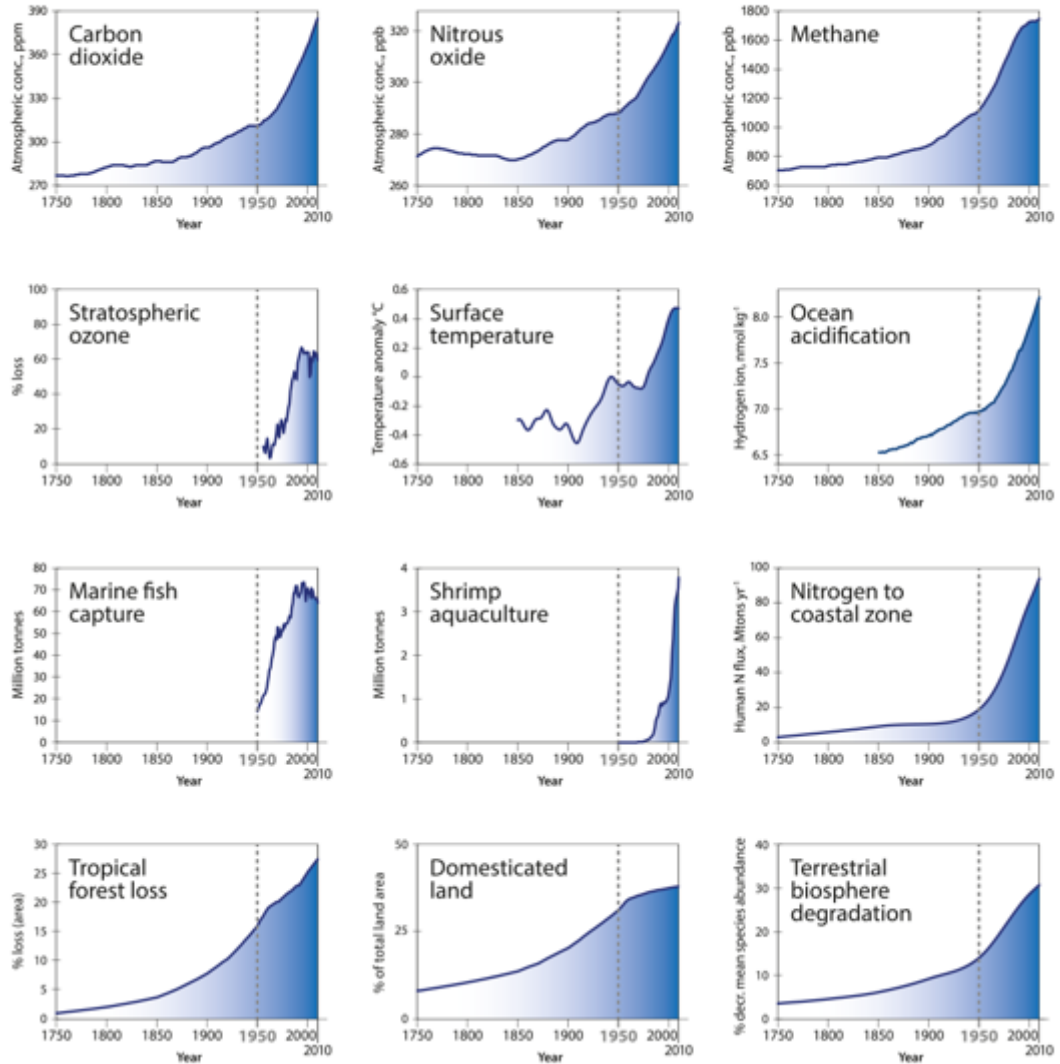 Carbon
dioxide
Atmospheric conc., ppm
390
360
330
300
270
1750 1800 1850 1900 1950 2000
2010
Year
Nitrous
oxide
Atmospheric conc., ppb
320
300
280
260
1750 1800 1850 1900 1950 2000
2010
Year
Methane
Atmospheric conc., ppb
1800
1600
1400
1200
1000
800
600
1750 1800 1850 1900 1950 2000
2010
Year
Stratospheric
ozone
% loss
100
80
60
40
20
0
1750 1800 1850 1900 1950 2000
2010
Year
Surface
temperature
Temperature anomaly °C
0.6
0.4
0.2
0
-0.2
-0.4
-0.6
1750 1800 1850 1900 1950 2000
2010
Year
Ocean
acidification
Hydrogen ion, nmol kg⁻¹
8.0
7.5
7.0
6.5
1750 1800 1850 1900 1950 2000
2010
Year
Marine fish
capture
Million tonnes
80
70
60
50
40
30
20
10
0
1750 1800 1850 1900 1950 2000
2010
Year
Shrimp
aquaculture
Million tonnes
4
3
2
1
0
1750 1800 1850 1900 1950 2000
2010
Year
Nitrogen to
coastal zone
Human N flux, Mtons yr⁻¹
100
80
60
40
20
0
1750 1800 1850 1900 1950 2000
2010
Year
Tropical
forest loss
% loss (area)
30
25
20
15
10
5
0
1750 1800 1850 1900 1950 2000
2010
Year
Domesticated
land
% of total land area
50
25
0
1750 1800 1850 1900 1950 2000
2010
Year
Terrestrial
biosphere
degradation
% decr. mean species abundance
40
30
20
10
0
1750 1800 1850 1900 1950 2000
2010
Year